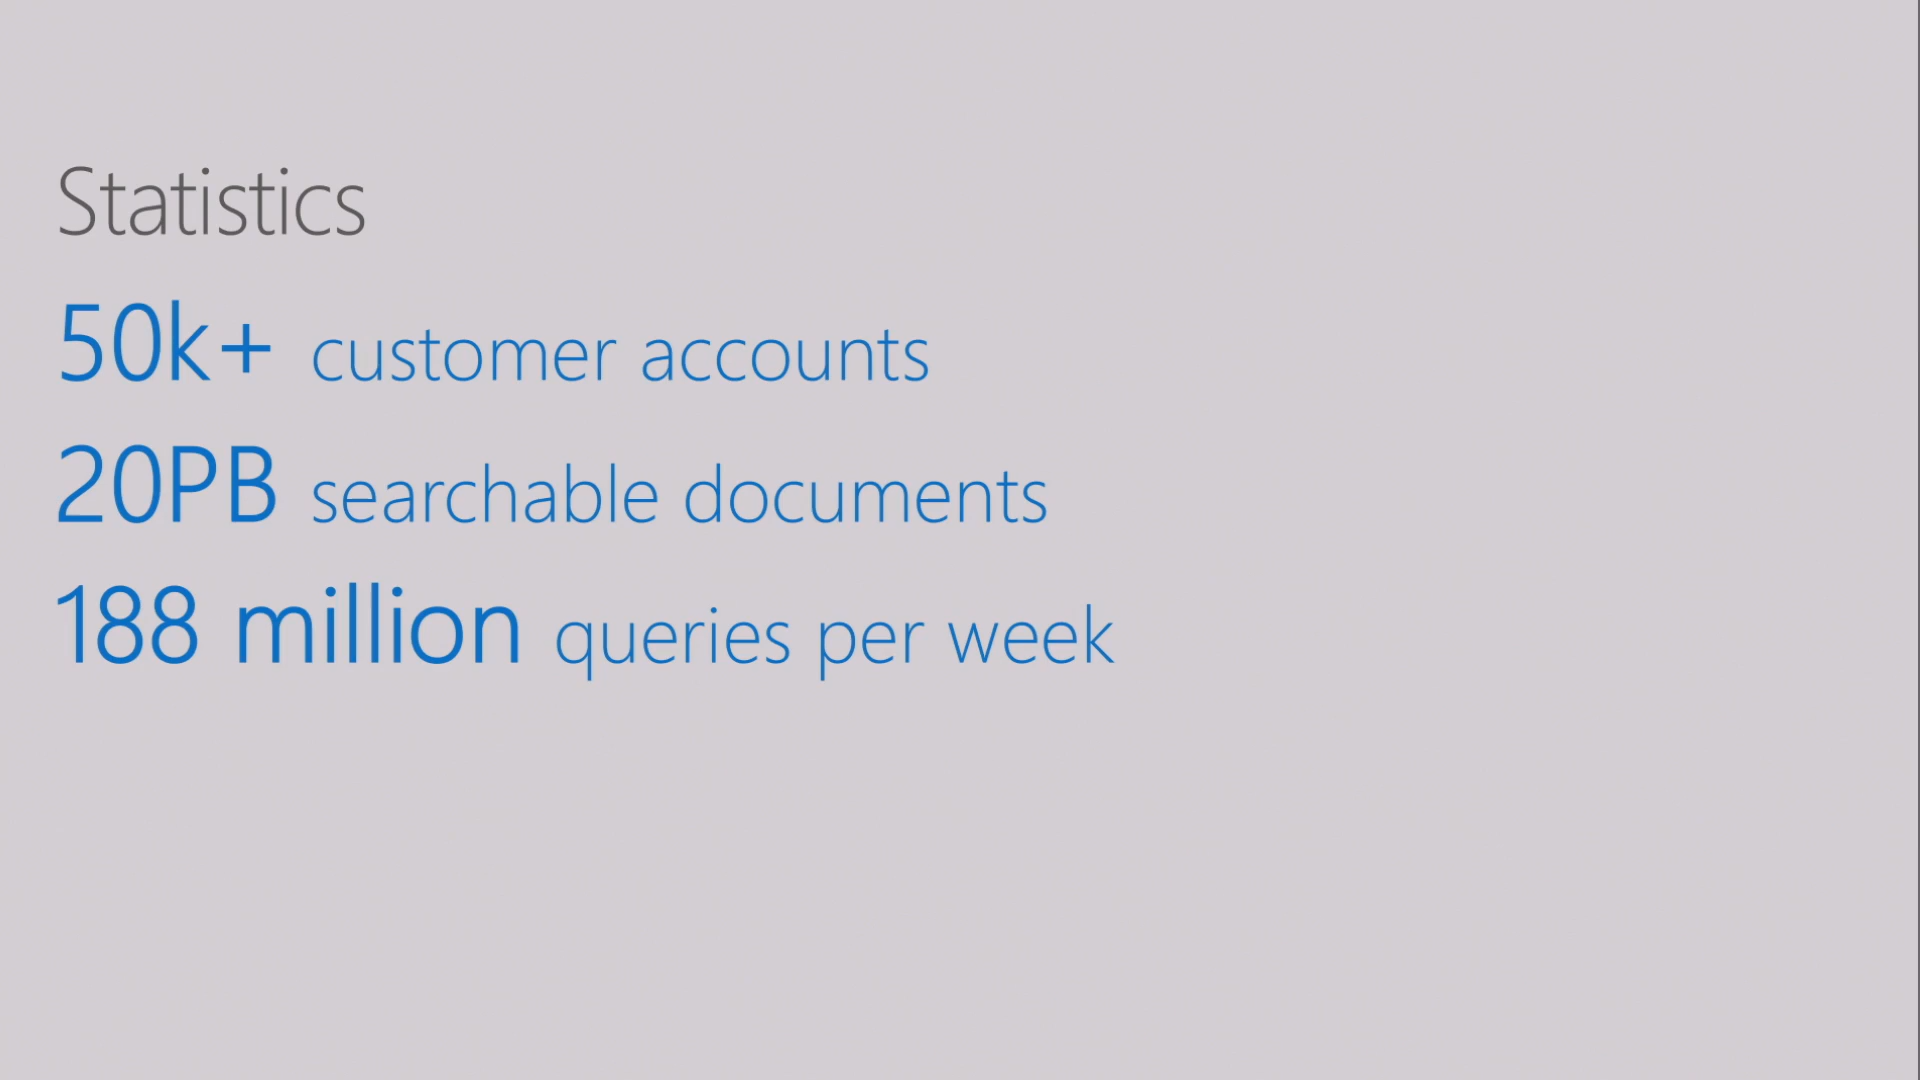 Statistics
50k+ customer accounts
20PB searchable documents
188 million queries per week